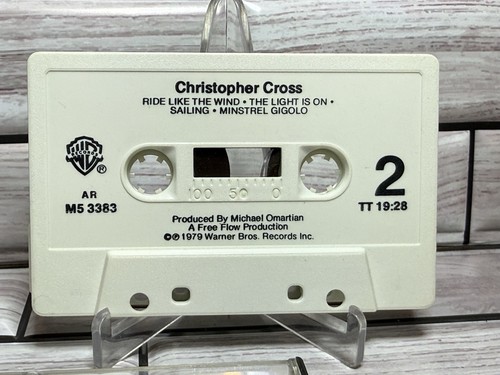 Christopher Cross
RIDE LIKE THE WIND • THE LIGHT IS ON •
SAILING • MINSTREL GIGOLO
WB
RECORDS
®
AR
M5 3383
100 50 0
2
TT 19:28
Produced By Michael Omartian
A Free Flow Production
©℗ 1979 Warner Bros. Records Inc.